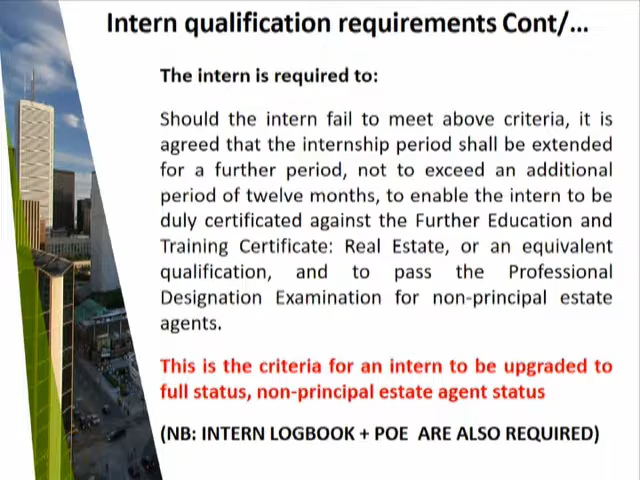 Intern qualification requirements Cont/...
The intern is required to:
Should the intern fail to meet above criteria, it is
agreed that the internship period shall be extended
for a further period, not to exceed an additional
period of twelve months, to enable the intern to be
duly certificated against the Further Education and
Training Certificate: Real Estate, or an equivalent
qualification, and to pass the Professional
Designation Examination for non-principal estate
agents.
This is the criteria for an intern to be upgraded to
full status, non-principal estate agent status
(NB: INTERN LOGBOOK + POE ARE ALSO REQUIRED)